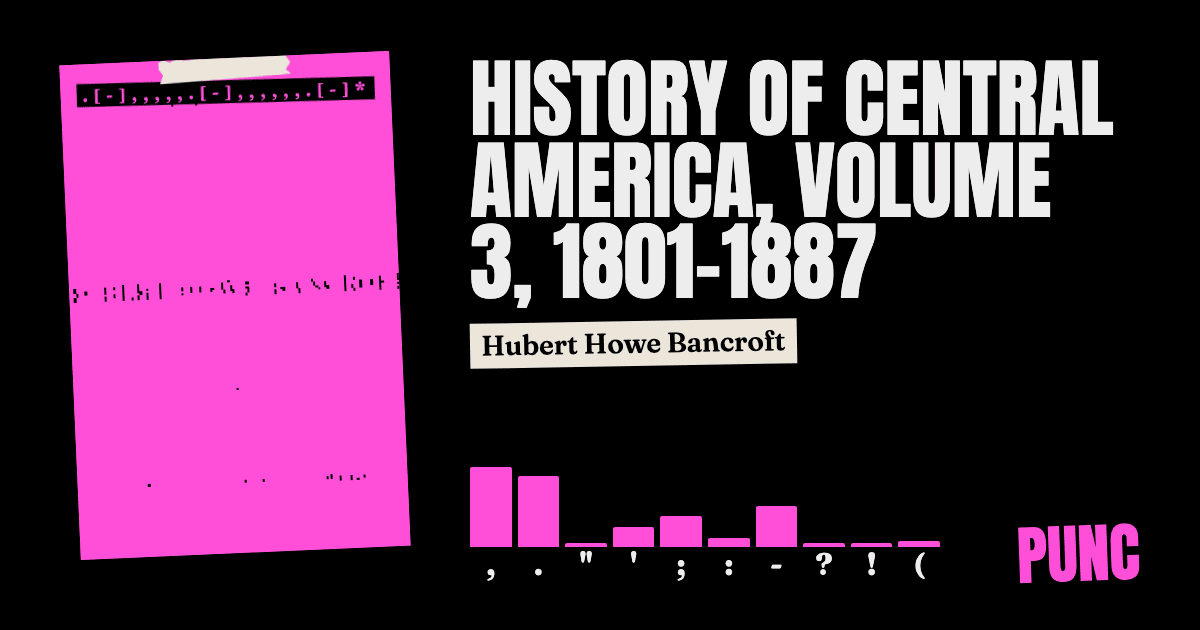 .[-],,,,,.[-],,,,,,.[-]*
HISTORY OF CENTRAL
AMERICA, VOLUME
3, 1801-1887
Hubert Howe Bancroft
, . " ' ; : - ? ! (
PUNC